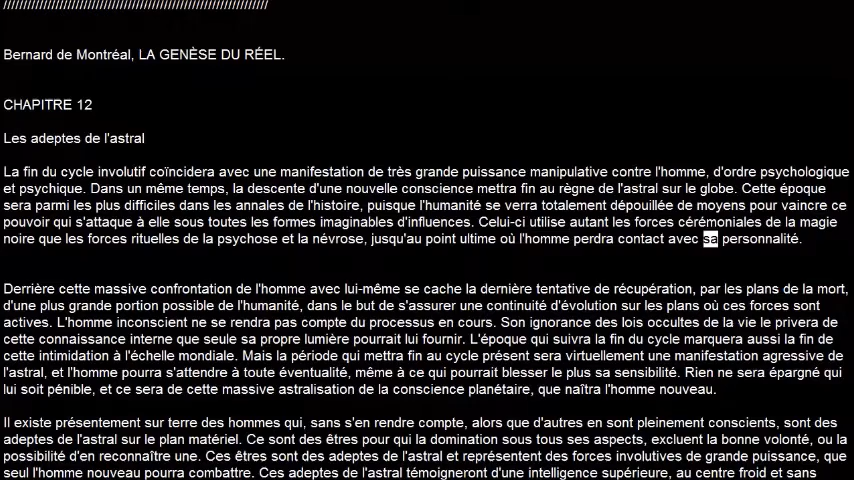 //////////////////////////////////////////////////////////////////
Bernard de Montréal, LA GENÈSE DU RÉEL.
CHAPITRE 12
Les adeptes de l'astral
La fin du cycle involutif coïncidera avec une manifestation de très grande puissance manipulative contre l'homme, d'ordre psychologique
et psychique. Dans un même temps, la descente d'une nouvelle conscience mettra fin au règne de l'astral sur le globe. Cette époque
sera parmi les plus difficiles dans les annales de l'histoire, puisque l'humanité se verra totalement dépouillée de moyens pour vaincre ce
pouvoir qui s'attaque à elle sous toutes les formes imaginables d'influences. Celui-ci utilise autant les forces cérémoniales de la magie
noire que les forces rituelles de la psychose et la névrose, jusqu'au point ultime où l'homme perdra contact avec sa personnalité.
Derrière cette massive confrontation de l'homme avec lui-même se cache la dernière tentative de récupération, par les plans de la mort,
d'une plus grande portion possible de l'humanité, dans le but de s'assurer une continuité d'évolution sur les plans où ces forces sont
actives. L'homme inconscient ne se rendra pas compte du processus en cours. Son ignorance des lois occultes de la vie le privera de
cette connaissance interne que seule sa propre lumière pourrait lui fournir. L'époque qui suivra la fin du cycle marquera aussi la fin de
cette intimidation à l'échelle mondiale. Mais la période qui mettra fin au cycle présent sera virtuellement une manifestation agressive de
l'astral, et l'homme pourra s'attendre à toute éventualité, même à ce qui pourrait blesser le plus sa sensibilité. Rien ne sera épargné qui
lui soit pénible, et ce sera de cette massive astralisation de la conscience planétaire, que naîtra l'homme nouveau.
Il existe présentement sur terre des hommes qui, sans s'en rendre compte, alors que d'autres en sont pleinement conscients, sont des
adeptes de l'astral sur le plan matériel. Ce sont des êtres pour qui la domination sous tous ses aspects, excluent la bonne volonté, ou la
possibilité d'en reconnaître une. Ces êtres sont des adeptes de l'astral et représentent des forces involutives de grande puissance, que
seul l'homme nouveau pourra combattre. Ces adeptes de l'astral témoigneront d'une intelligence supérieure, au centre froid et sans